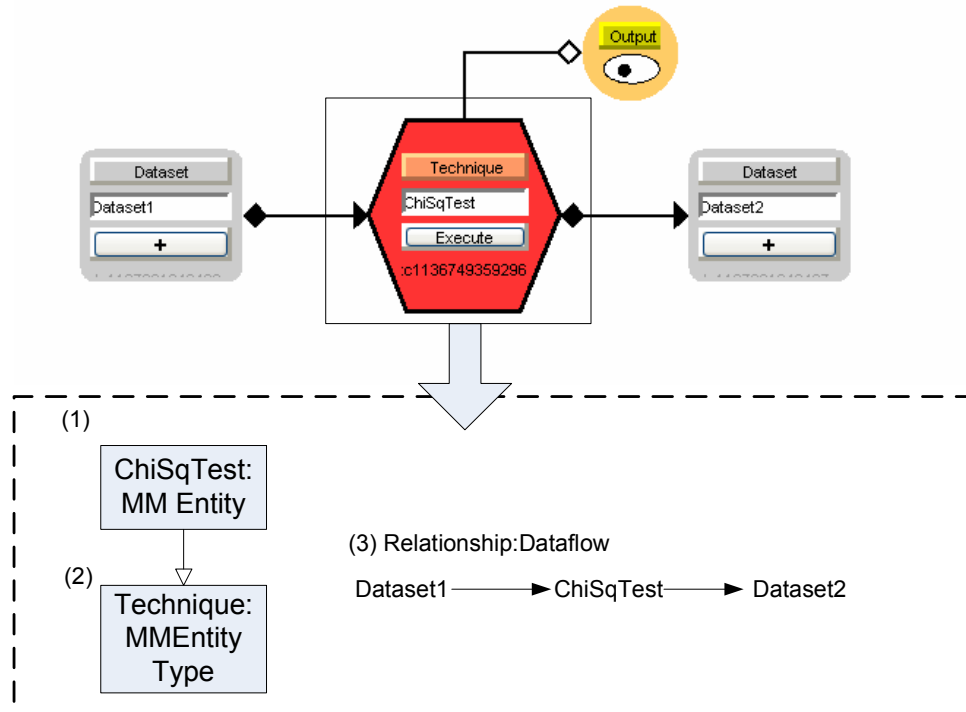 Output
Dataset
Dataset1
+
Technique
ChiSqTest
Execute
:c1136749359296
Dataset
Dataset2
+
(1)
ChiSqTest:
MM Entity
(2)
Technique:
MMEntity
Type
(3) Relationship:Dataflow
Dataset1 ChiSqTest Dataset2